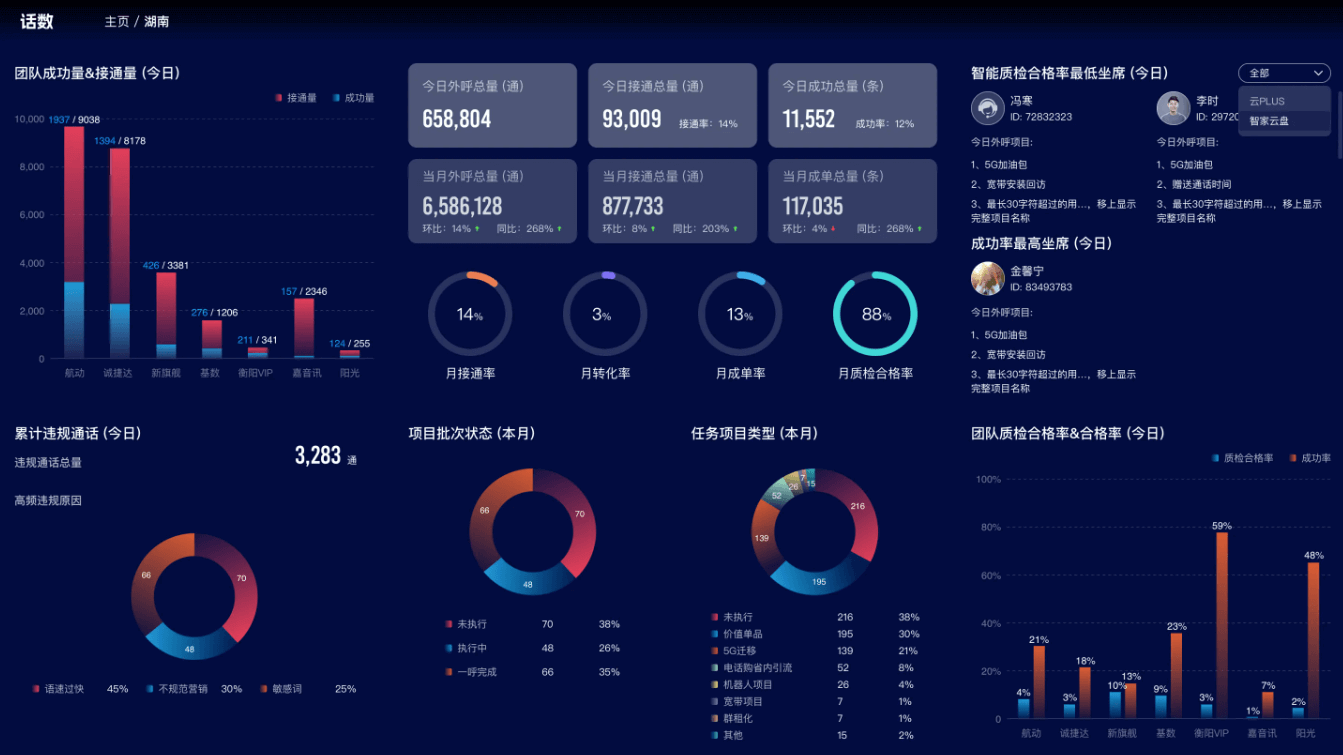 话数
主页 / 湖南
团队成功量&接通量 (今日)
接通量 成功量
10,000
8,000
6,000
4,000
2,000
0
1937 / 9038
1394 / 8178
426 / 3381
276 / 1206
211 / 341
157 / 2346
124 / 255
航动 诚捷达 新旗舰 基数 衡阳VIP 嘉音讯 阳光
今日外呼总量 (通)
658,804
今日接通总量 (通)
93,009 接通率：14%
今日成功总量 (条)
11,552 成功率：12%
当月外呼总量 (通)
6,586,128
环比：14% 同比：268%
当月接通总量 (通)
877,733
环比：8% 同比：203%
当月成单总量 (条)
117,035
环比：4% 同比：268%
14%
月接通率
3%
月转化率
13%
月成单率
88%
月质检合格率
智能质检合格率最低坐席 (今日)
全部
云PLUS
智家云盘
冯寒
ID: 72832323
今日外呼项目:
1、5G加油包
2、宽带安装回访
3、最长30字符超过的用…，移上显示
完整项目名称
李时
ID: 29720
今日外呼项目:
1、5G加油包
2、赠送通话时间
3、最长30字符超过的用…，移上显示
完整项目名称
成功率最高坐席 (今日)
金馨宁
ID: 83493783
今日外呼项目:
1、5G加油包
2、宽带安装回访
3、最长30字符超过的用…，移上显示
完整项目名称
累计违规通话 (今日)
违规通话总量
3,283 通
高频违规原因
66
70
48
语速过快 45% 不规范营销 30% 敏感词 25%
项目批次状态 (本月)
66
70
48
未执行 70 38%
执行中 48 26%
一呼完成 66 35%
任务项目类型 (本月)
216
195
139
52
26
7
15
未执行 216 38%
价值单品 195 30%
5G迁移 139 21%
电话购省内引流 52 8%
机器人项目 26 4%
宽带项目 7 1%
群租化 7 1%
其他 15 2%
团队质检合格率&合格率 (今日)
质检合格率 成功率
100%
80%
60%
40%
20%
0
4% 21%
3% 18%
10% 13%
9% 23%
3% 59%
1% 7%
2% 48%
航动 诚捷达 新旗舰 基数 衡阳VIP 嘉音讯 阳光